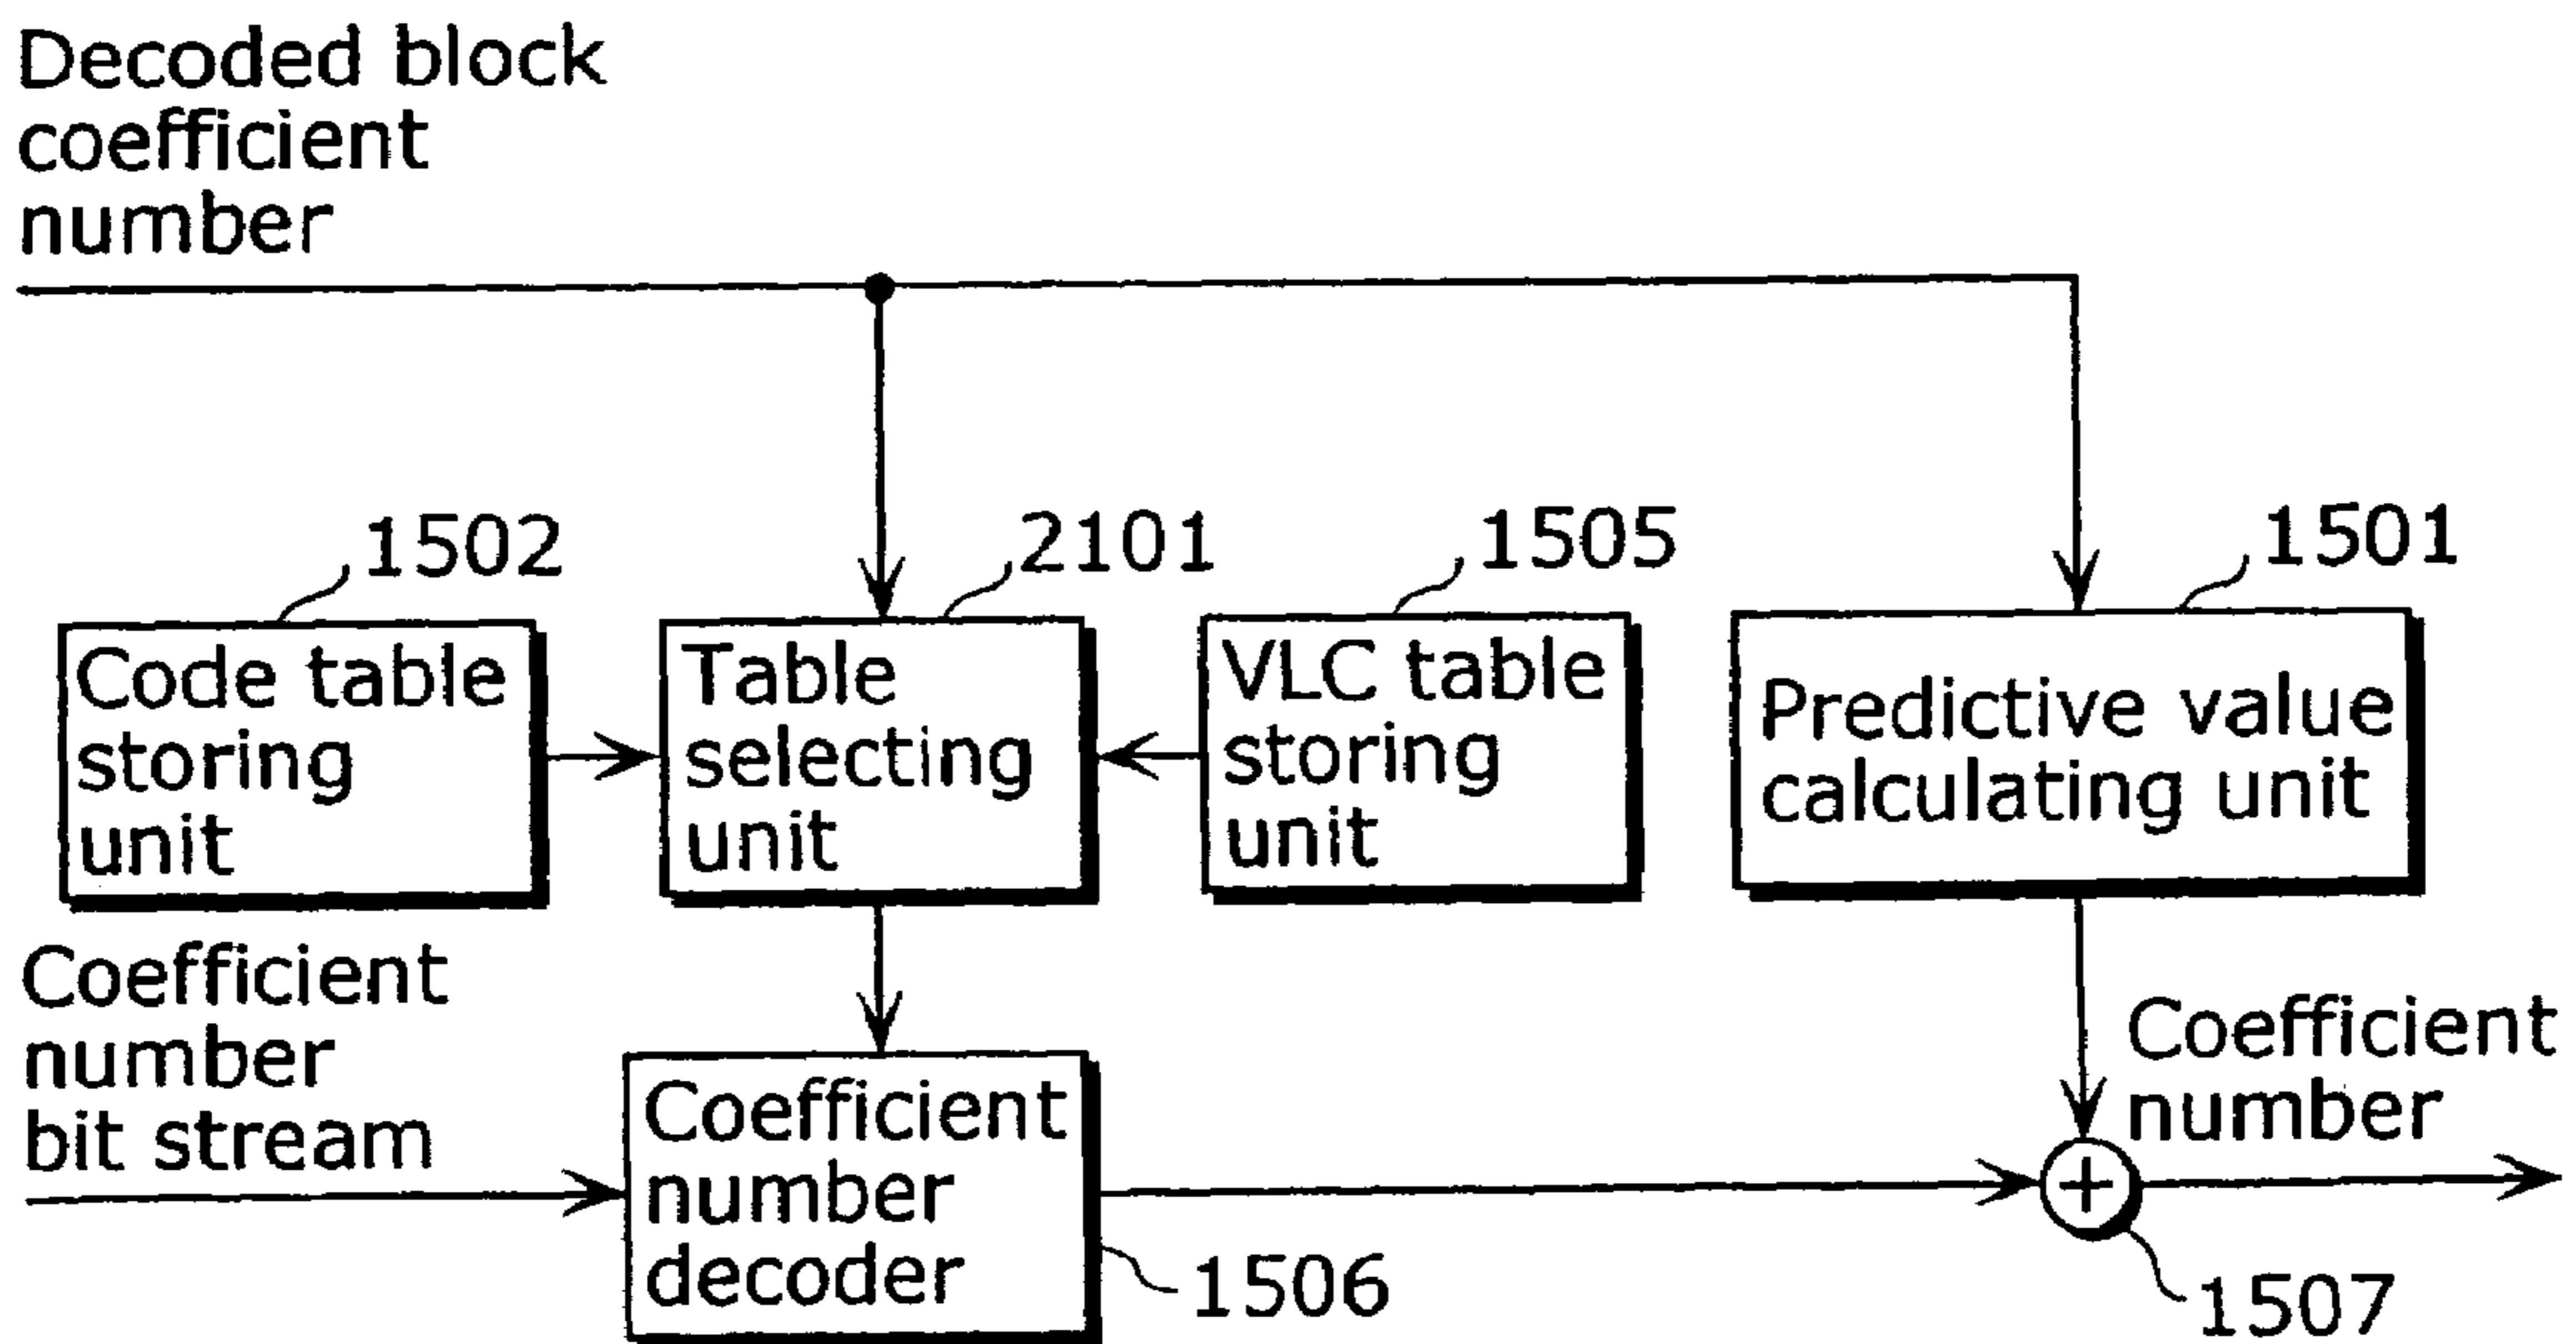 Decoded block
coefficient
number
1502
2101
1505
1501
Code table
storing
unit
Table
selecting
unit
VLC table
storing
unit
Predictive value
calculating unit
Coefficient
number
bit stream
Coefficient
number
decoder
1506
Coefficient
number
+
1507